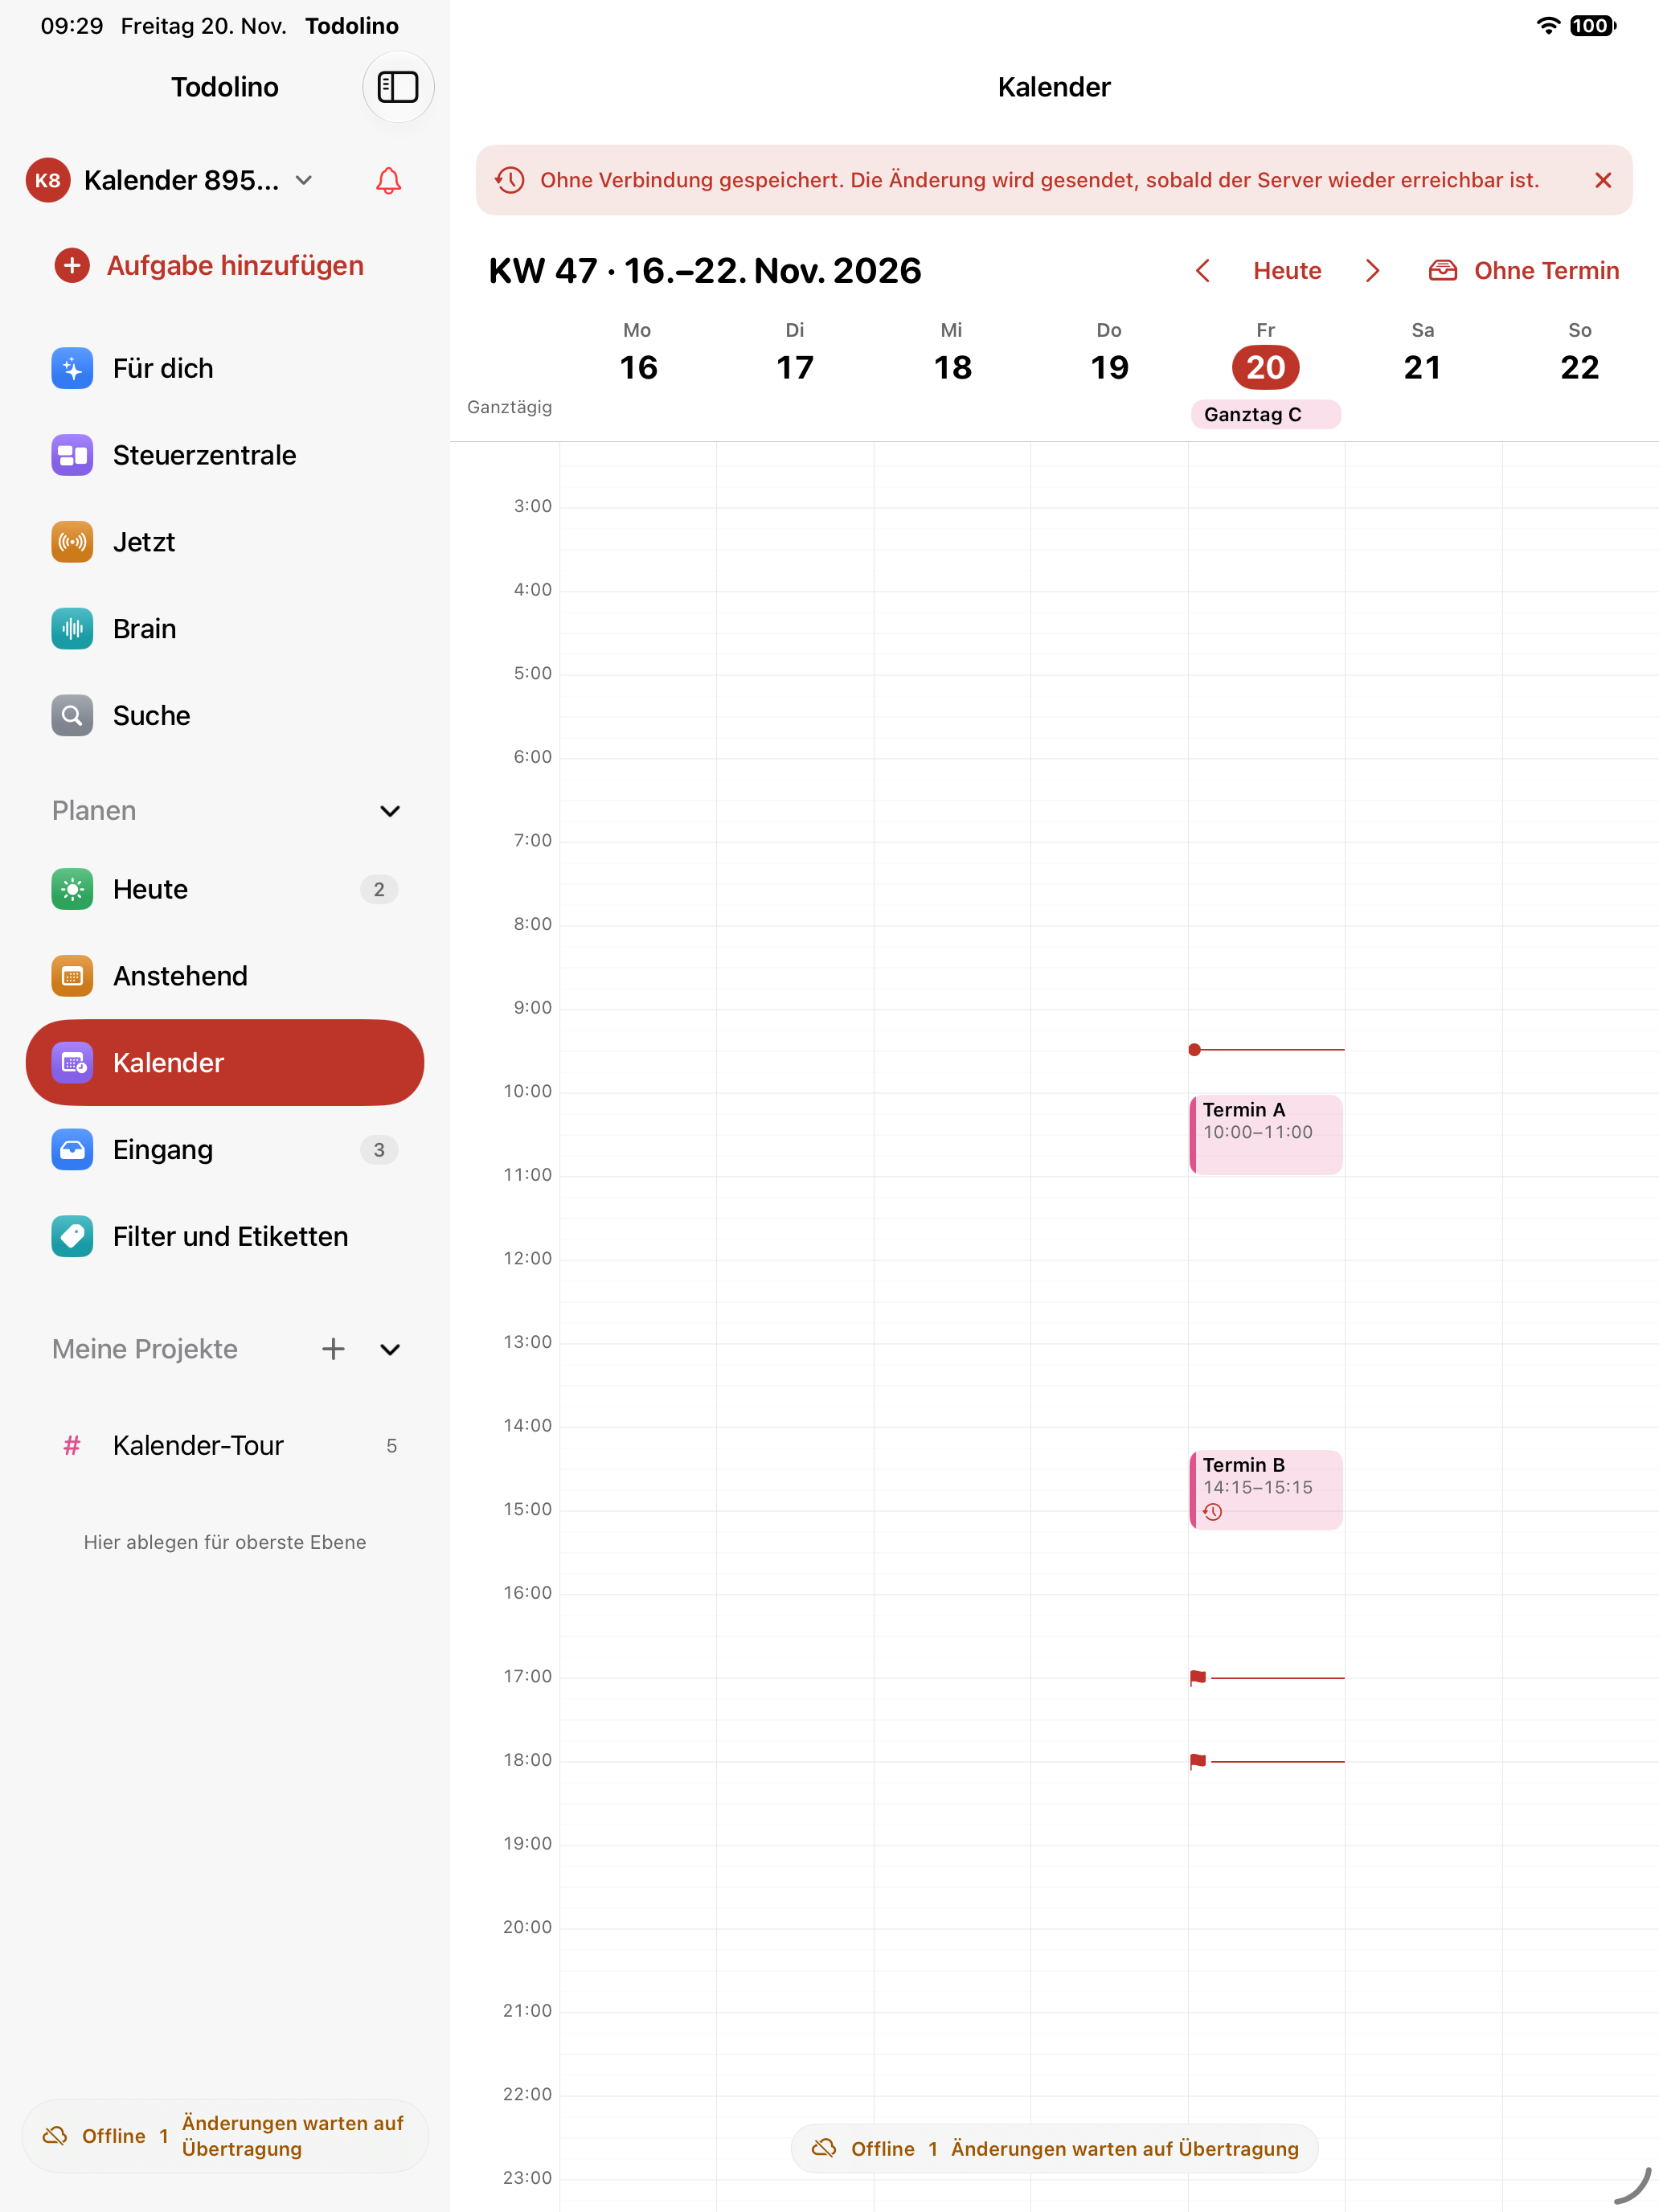 09:29 Freitag 20. Nov. Todolino
100
Todolino
K8 Kalender 895...
Aufgabe hinzufügen
Für dich
Steuerzentrale
Jetzt
Brain
Suche
Planen
Heute 2
Anstehend
Kalender
Eingang 3
Filter und Etiketten
Meine Projekte
# Kalender-Tour 5
Hier ablegen für oberste Ebene
Offline 1 Änderungen warten auf
Übertragung
Kalender
Ohne Verbindung gespeichert. Die Änderung wird gesendet, sobald der Server wieder erreichbar ist.
KW 47 · 16.–22. Nov. 2026
Heute
Ohne Termin
Mo Di Mi Do Fr Sa So
16 17 18 19 20 21 22
Ganztägig
Ganztag C
3:00
4:00
5:00
6:00
7:00
8:00
9:00
10:00
Termin A
10:00–11:00
11:00
12:00
13:00
14:00
Termin B
14:15–15:15
15:00
16:00
17:00
18:00
19:00
20:00
21:00
22:00
Offline 1 Änderungen warten auf Übertragung
23:00